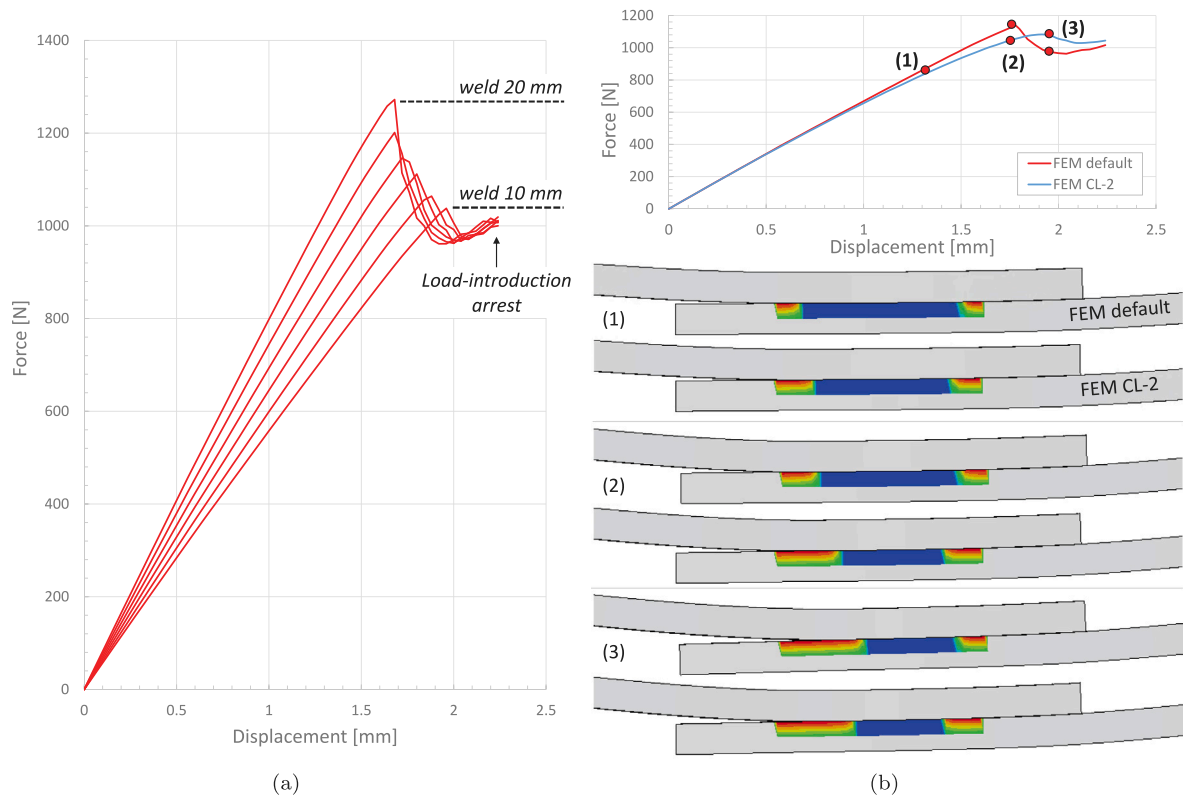 1400
1200
1000
800
600
400
200
0
Force [N]
0
0.5
1
1.5
2
2.5
Displacement [mm]
weld 20 mm
weld 10 mm
Load-introduction
arrest
(a)
1200
1000
800
600
400
200
0
Force [N]
0
0.5
1
1.5
2
2.5
Displacement [mm]
(1)
(2)
(3)
FEM default
FEM CL-2
(1)
FEM default
FEM CL-2
(2)
(3)
(b)